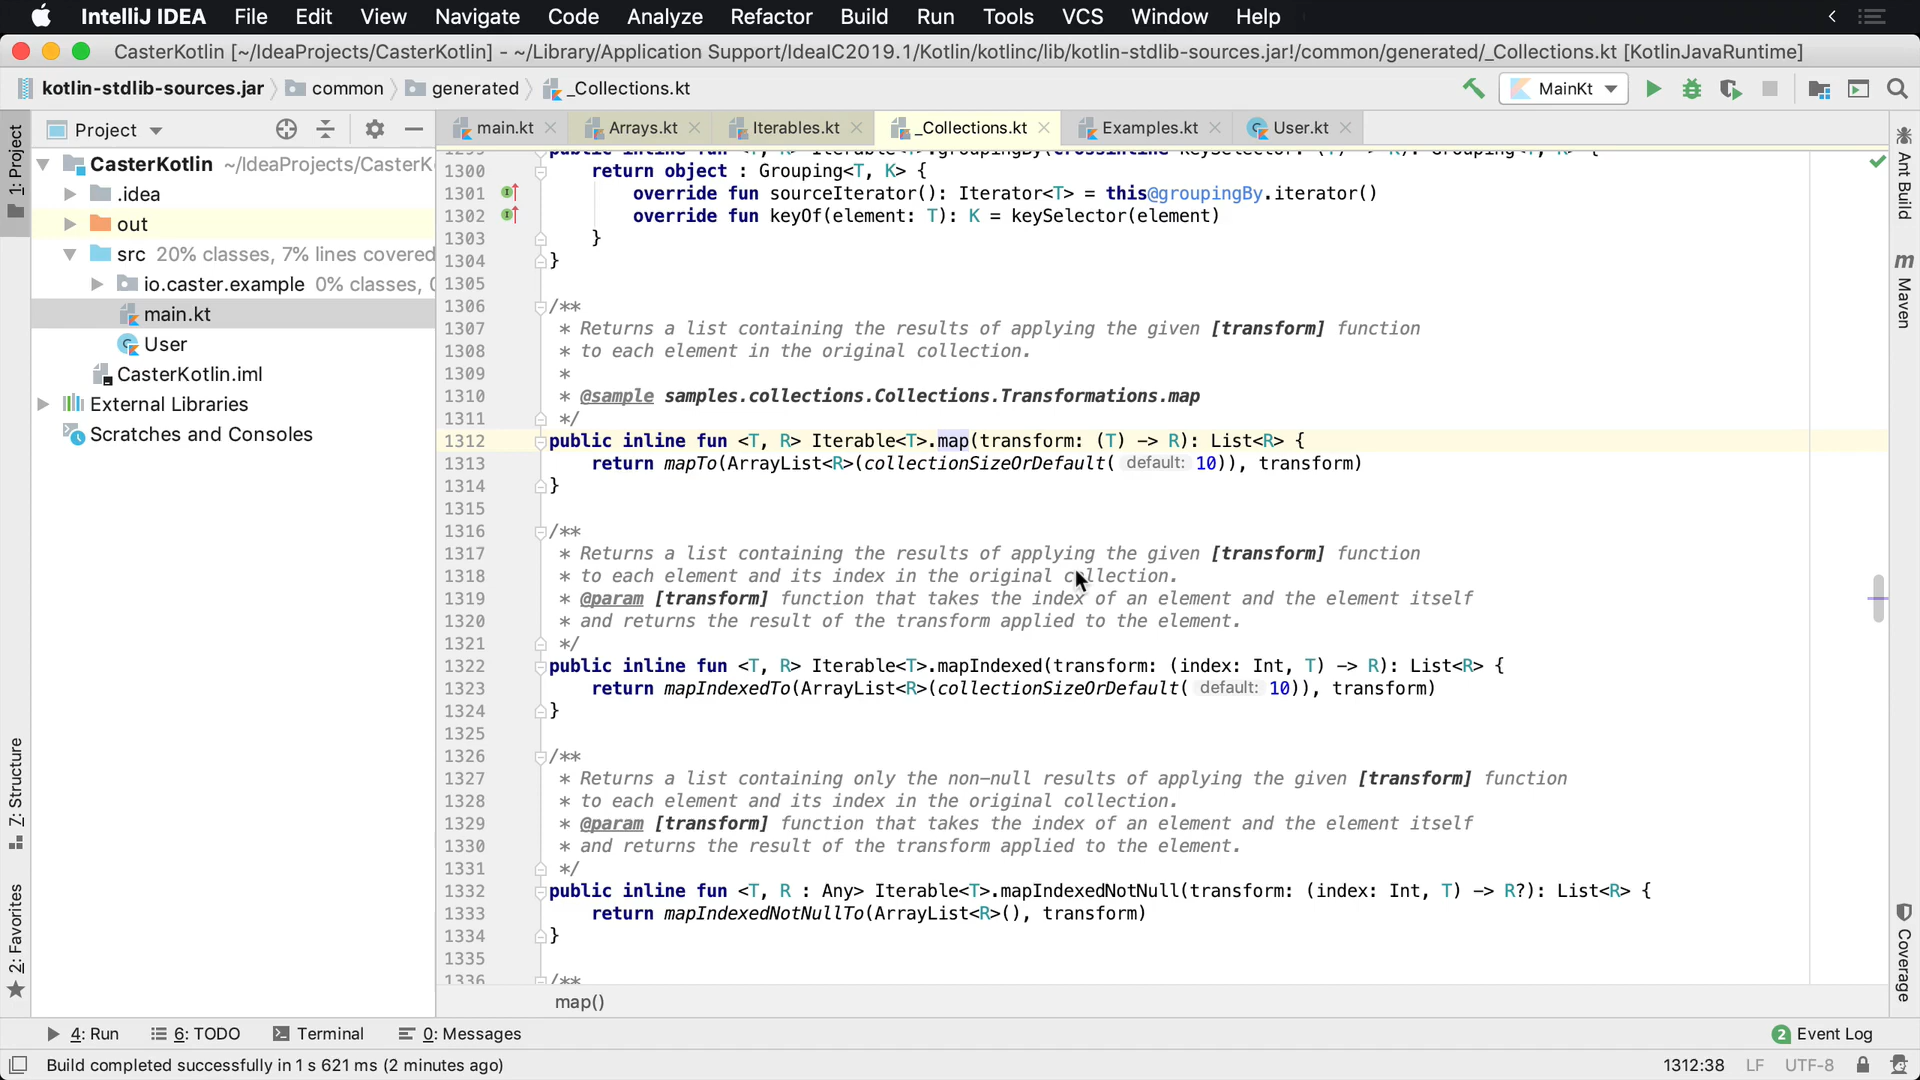 IntelliJ IDEA File Edit View Navigate Code Analyze Refactor Build Run Tools VCS Window Help
CasterKotlin [~/IdeaProjects/CasterKotlin] - ~/Library/Application Support/IdeaIC2019.1/Kotlin/kotlinc/lib/kotlin-stdlib-sources.jar!/common/generated/_Collections.kt [KotlinJavaRuntime]
kotlin-stdlib-sources.jar common generated _Collections.kt MainKt
Project
main.kt Arrays.kt Iterables.kt _Collections.kt Examples.kt User.kt
1: Project
CasterKotlin ~/IdeaProjects/CasterK
.idea
out
src 20% classes, 7% lines covered
io.caster.example 0% classes, 0
main.kt
User
CasterKotlin.iml
External Libraries
Scratches and Consoles
Z: Structure
2: Favorites
1299 public inline fun <T, K> Iterable<T>.groupingBy(crossinline keySelector: (T) -> K): Grouping<T, K> {
1300 return object : Grouping<T, K> {
1301 override fun sourceIterator(): Iterator<T> = this@groupingBy.iterator()
1302 override fun keyOf(element: T): K = keySelector(element)
1303 }
1304 }
1305
1306 /**
1307 * Returns a list containing the results of applying the given [transform] function
1308 * to each element in the original collection.
1309 *
1310 * @sample samples.collections.Collections.Transformations.map
1311 */
1312 public inline fun <T, R> Iterable<T>.map(transform: (T) -> R): List<R> {
1313 return mapTo(ArrayList<R>(collectionSizeOrDefault( default: 10)), transform)
1314 }
1315
1316 /**
1317 * Returns a list containing the results of applying the given [transform] function
1318 * to each element and its index in the original collection.
1319 * @param [transform] function that takes the index of an element and the element itself
1320 * and returns the result of the transform applied to the element.
1321 */
1322 public inline fun <T, R> Iterable<T>.mapIndexed(transform: (index: Int, T) -> R): List<R> {
1323 return mapIndexedTo(ArrayList<R>(collectionSizeOrDefault( default: 10)), transform)
1324 }
1325
1326 /**
1327 * Returns a list containing only the non-null results of applying the given [transform] function
1328 * to each element and its index in the original collection.
1329 * @param [transform] function that takes the index of an element and the element itself
1330 * and returns the result of the transform applied to the element.
1331 */
1332 public inline fun <T, R : Any> Iterable<T>.mapIndexedNotNull(transform: (index: Int, T) -> R?): List<R> {
1333 return mapIndexedNotNullTo(ArrayList<R>(), transform)
1334 }
1335
1336 /**
map()
Ant Build
m Maven
Coverage
4: Run 6: TODO Terminal 0: Messages 2 Event Log
Build completed successfully in 1 s 621 ms (2 minutes ago) 1312:38 LF UTF-8